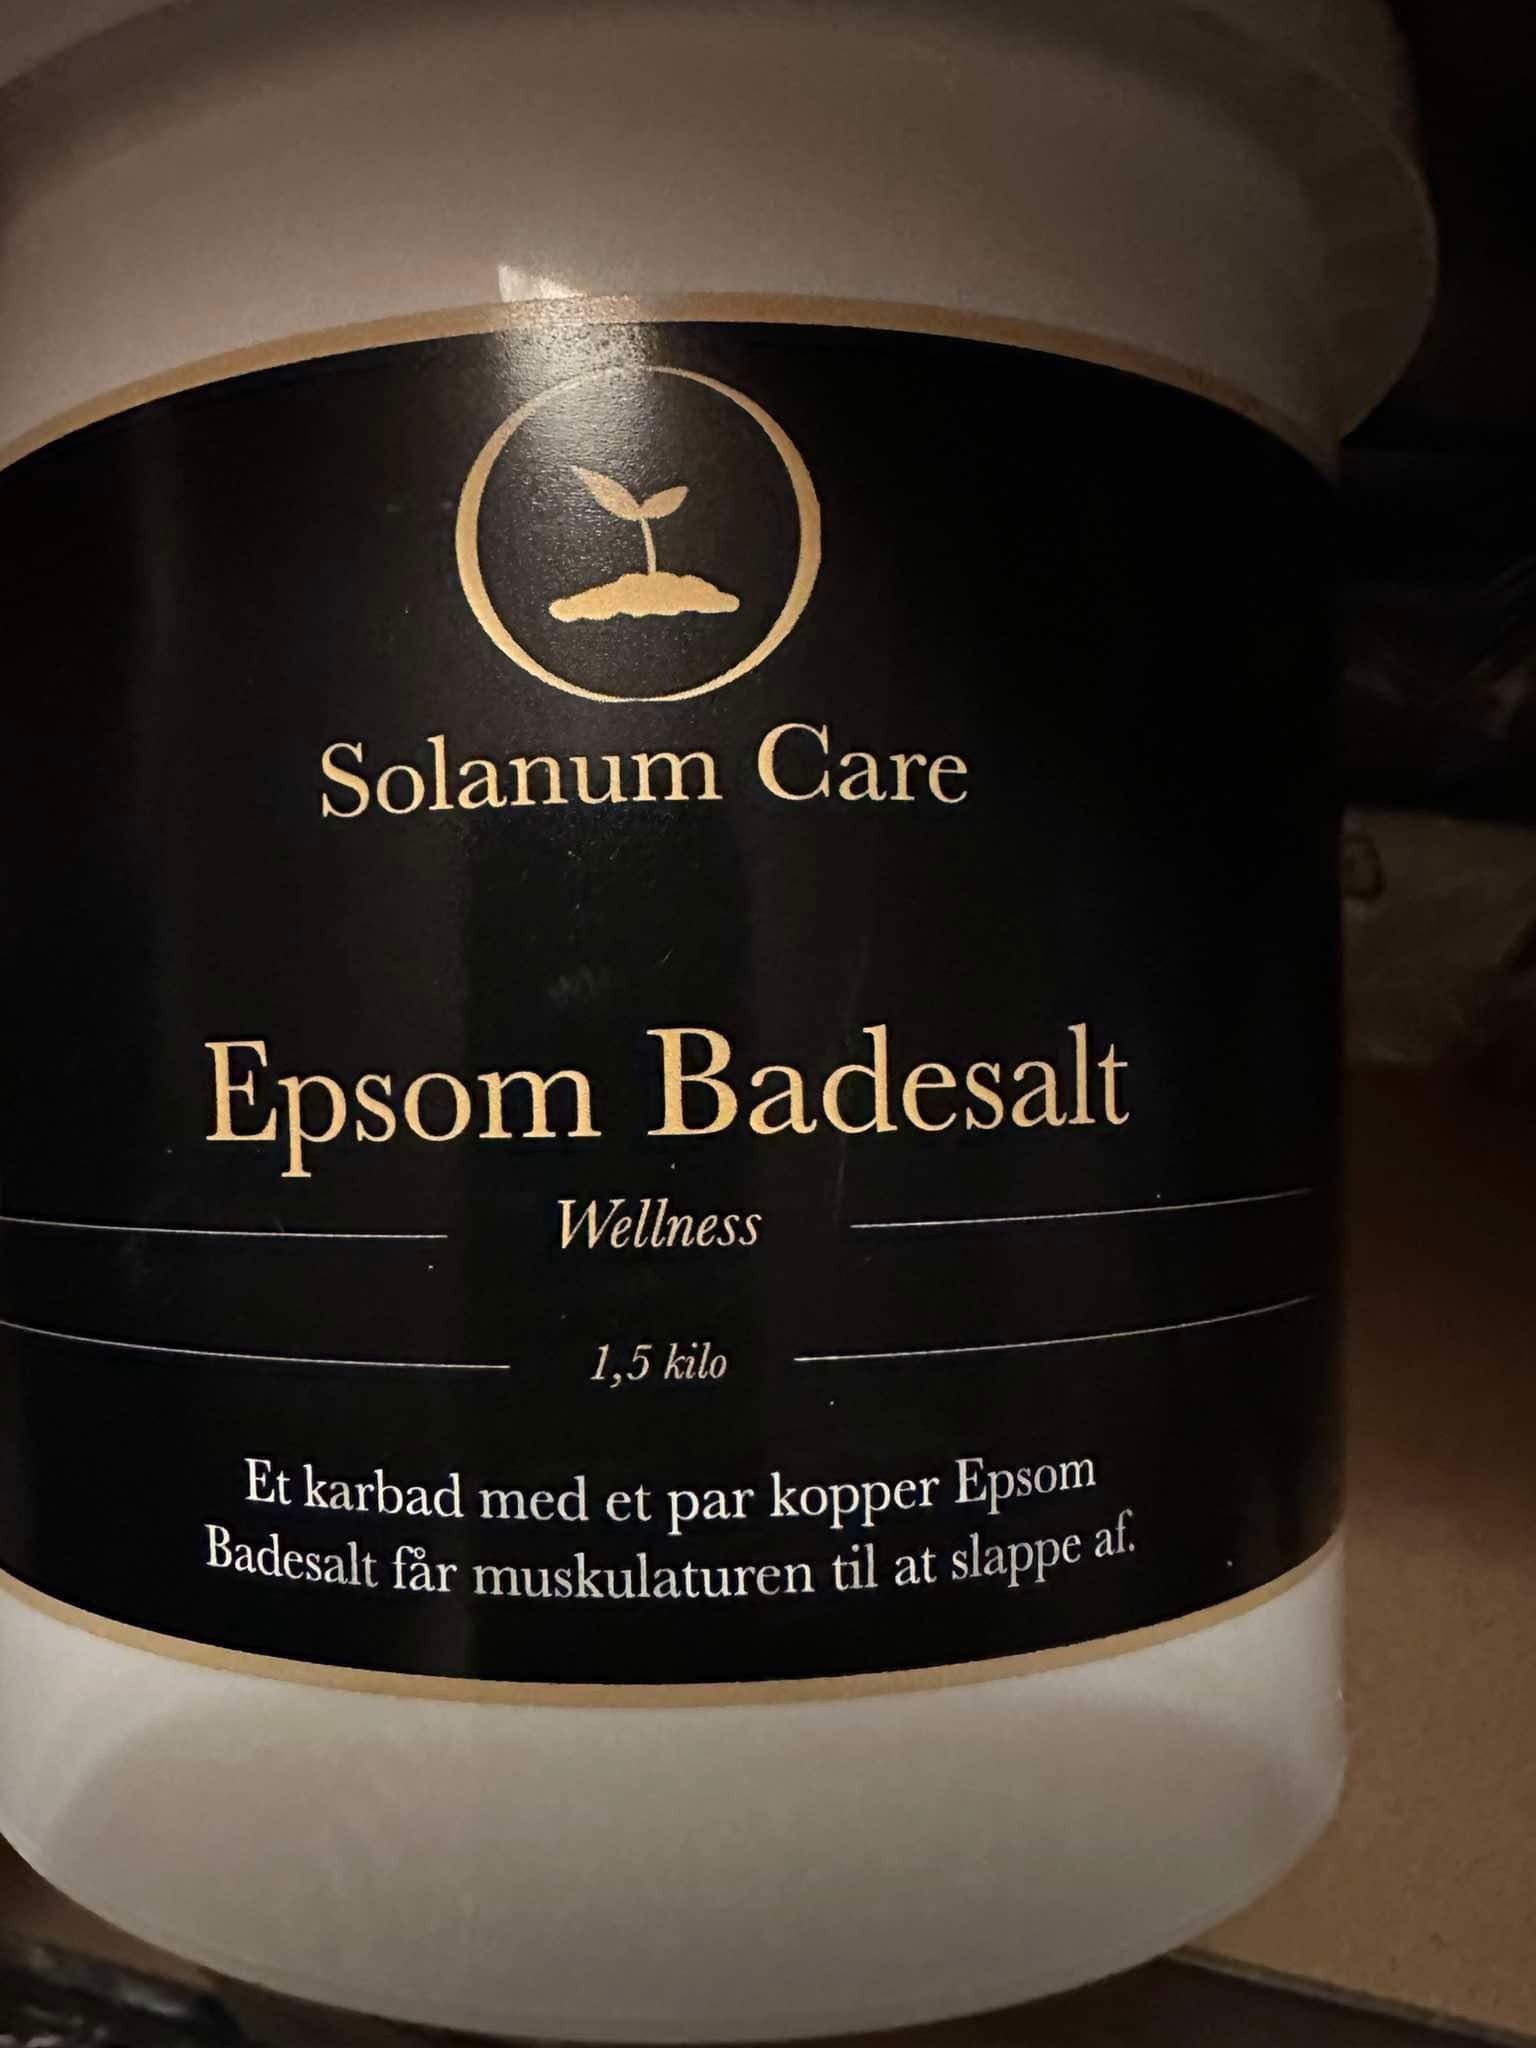 Solanum Care
Epsom Badesalt
Wellness
1,5 kilo
Et karbad med et par kopper Epsom
Badesalt får muskulaturen til at slappe af.